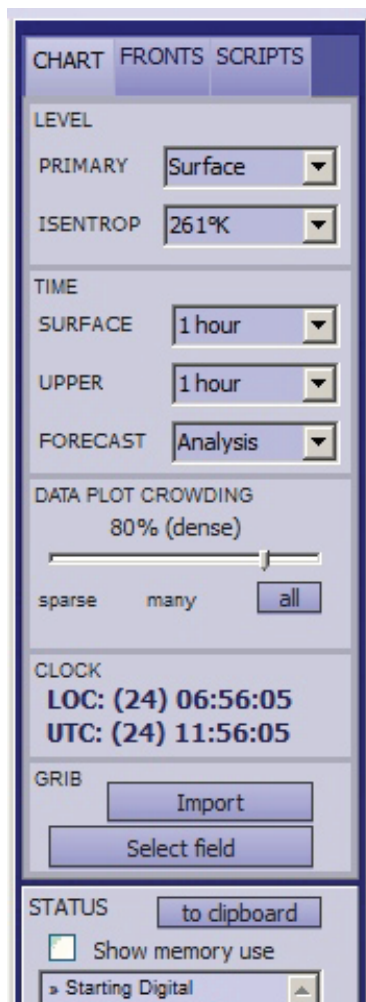 CHART FRONTS SCRIPTS
LEVEL
PRIMARY Surface
ISENTROP 261ºK
TIME
SURFACE 1 hour
UPPER 1 hour
FORECAST Analysis
DATA PLOT CROWDING
80% (dense)
sparse many all
CLOCK
LOC: (24) 06:56:05
UTC: (24) 11:56:05
GRIB
Import
Select field
STATUS to clipboard
Show memory use
» Starting Digital